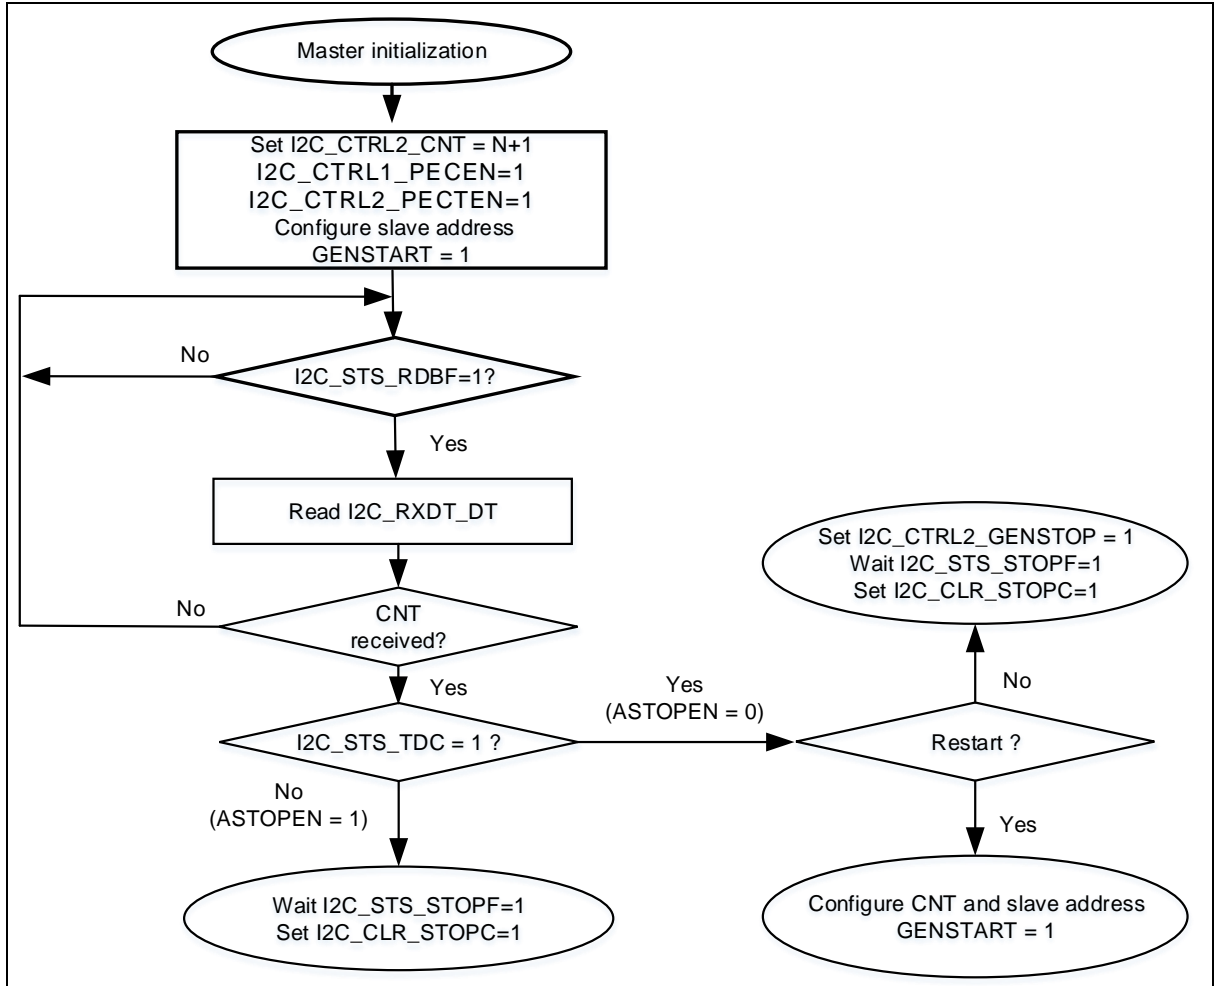 Master initialization
Set I2C_CTRL2_CNT = N+1
I2C_CTRL1_PECEN=1
I2C_CTRL2_PECTEN=1
Configure slave address
GENSTART = 1
No
I2C_STS_RDBF=1?
Yes
Read I2C_RXDT_DT
Set I2C_CTRL2_GENSTOP = 1
Wait I2C_STS_STOPF=1
Set I2C_CLR_STOPC=1
No
CNT
received?
Yes
Yes
(ASTOPEN = 0)
No
I2C_STS_TDC = 1 ?
Restart ?
No
(ASTOPEN = 1)
Yes
Wait I2C_STS_STOPF=1
Set I2C_CLR_STOPC=1
Configure CNT and slave address
GENSTART = 1